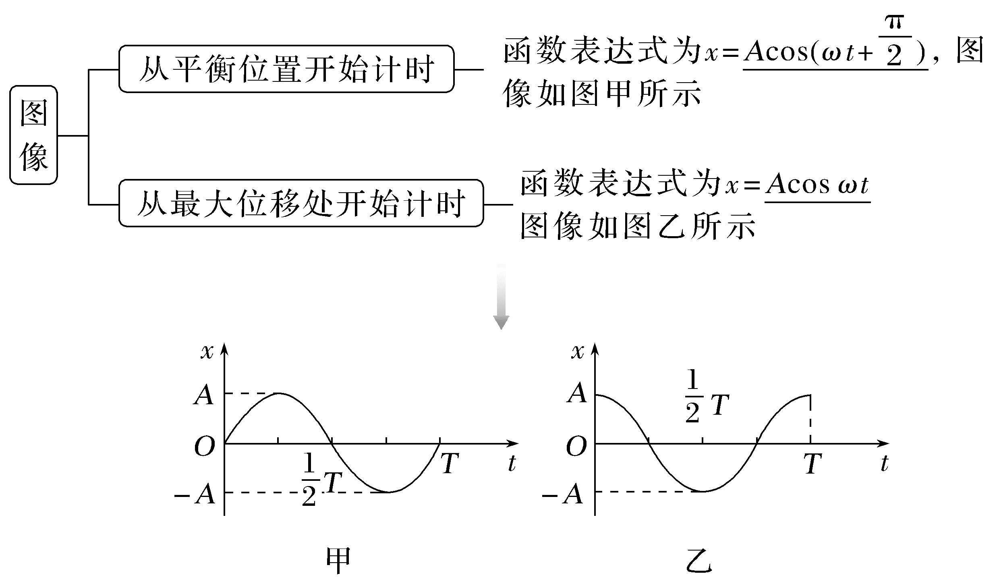 图像
从平衡位置开始计时
函数表达式为x=Acos(ωt+π/2)，图
像如图甲所示
从最大位移处开始计时
函数表达式为x=Acos ωt
图像如图乙所示
x
A
O
-A
1/2 T
T
t
甲
x
A
O
-A
1/2 T
T
t
乙